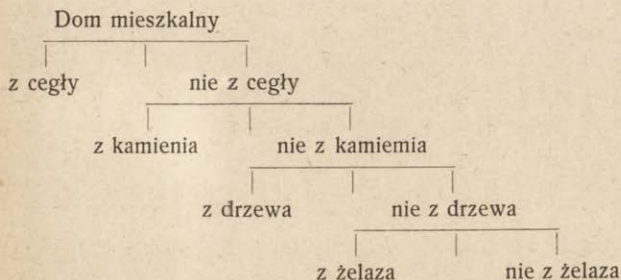 Dom mieszkalny
z cegły nie z cegły
z kamienia nie z kamiemia
z drzewa nie z drzewa
z żelaza nie z żelaza